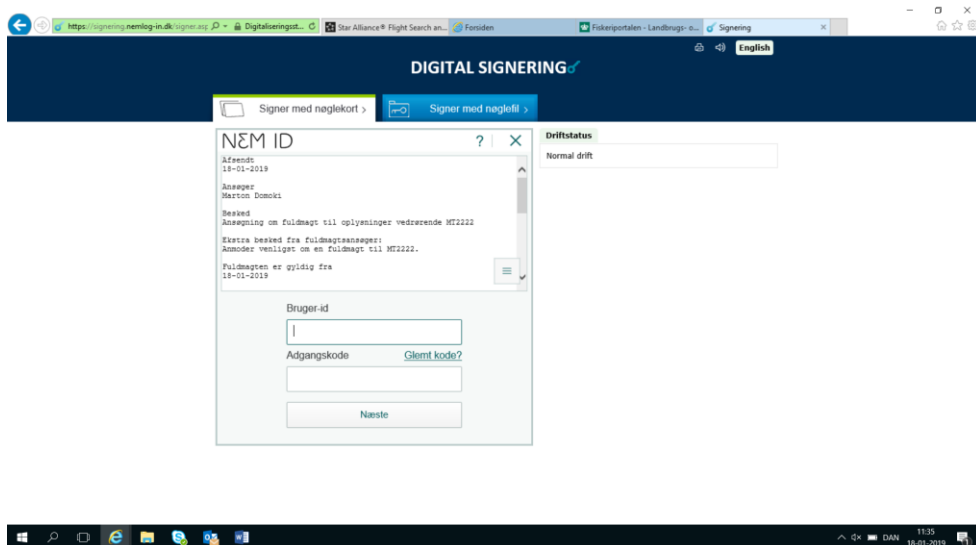 https://signering.nemlog-in.dk/signer.asp
Digitaliseringsst...
Star Alliance® Flight Search an...
Forsiden
Fiskeriportalen - Landbrugs- o...
Signering
English
DIGITAL SIGNERING
Signer med nøglekort >
Signer med nøglefil >
NEM ID
?
Afsendt
18-01-2019
Ansøger
Marton Domoki
Besked
Ansøgning om fuldmagt til oplysninger vedrørende MT2222
Ekstra besked fra fuldmagtsansøger:
Anmoder venligst om en fuldmagt til MT2222.
Fuldmagten er gyldig fra
18-01-2019
Bruger-id
Adgangskode
Glemt kode?
Næste
Driftstatus
Normal drift
DAN
11:35
18-01-2019